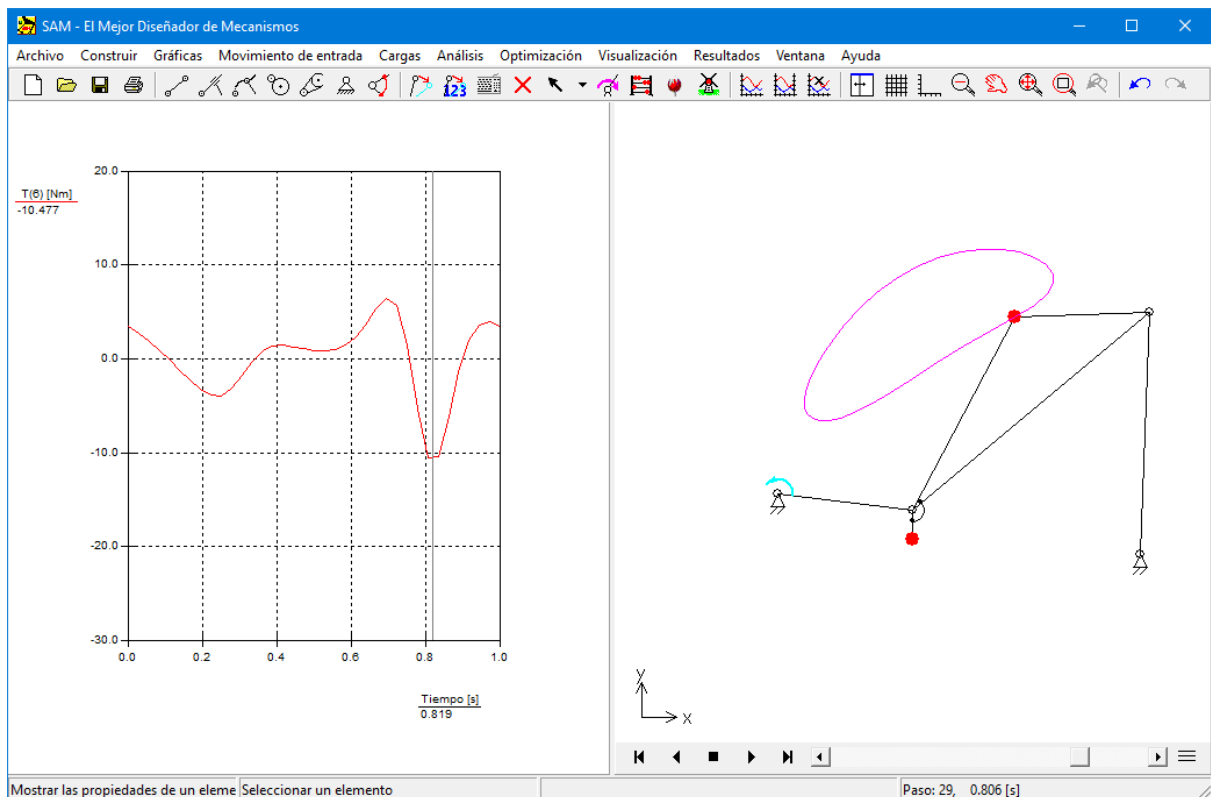 SAM - El Mejor Diseñador de Mecanismos
Archivo Construir Gráficas Movimiento de entrada Cargas Análisis Optimización Visualización Resultados Ventana Ayuda
123
T(6) [Nm]
-10.477
20.0
10.0
0.0
-10.0
-20.0
-30.0
0.0 0.2 0.4 0.6 0.8 1.0
Tiempo [s]
0.819
y
x
Mostrar las propiedades de un eleme Seleccionar un elemento Paso: 29, 0.806 [s]